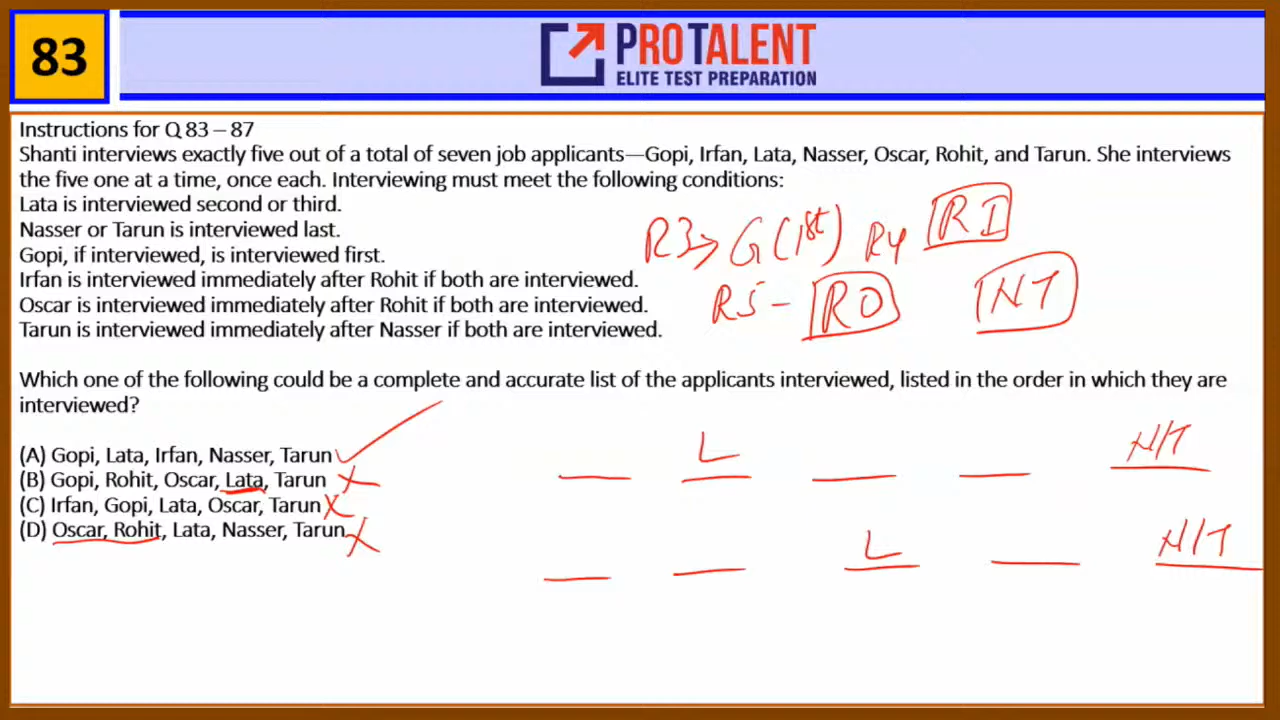 83
PROTALENT
ELITE TEST PREPARATION
Instructions for Q 83 – 87
Shanti interviews exactly five out of a total of seven job applicants—Gopi, Irfan, Lata, Nasser, Oscar, Rohit, and Tarun. She interviews
the five one at a time, once each. Interviewing must meet the following conditions:
Lata is interviewed second or third.
Nasser or Tarun is interviewed last.
Gopi, if interviewed, is interviewed first.
Irfan is interviewed immediately after Rohit if both are interviewed.
Oscar is interviewed immediately after Rohit if both are interviewed.
Tarun is interviewed immediately after Nasser if both are interviewed.
R3→ G(1st) R4 RI
R5 - RO NT
Which one of the following could be a complete and accurate list of the applicants interviewed, listed in the order in which they are
interviewed?
(A) Gopi, Lata, Irfan, Nasser, Tarun
(B) Gopi, Rohit, Oscar, Lata, Tarun
(C) Irfan, Gopi, Lata, Oscar, Tarun
(D) Oscar, Rohit, Lata, Nasser, Tarun
L N/T
L N/T